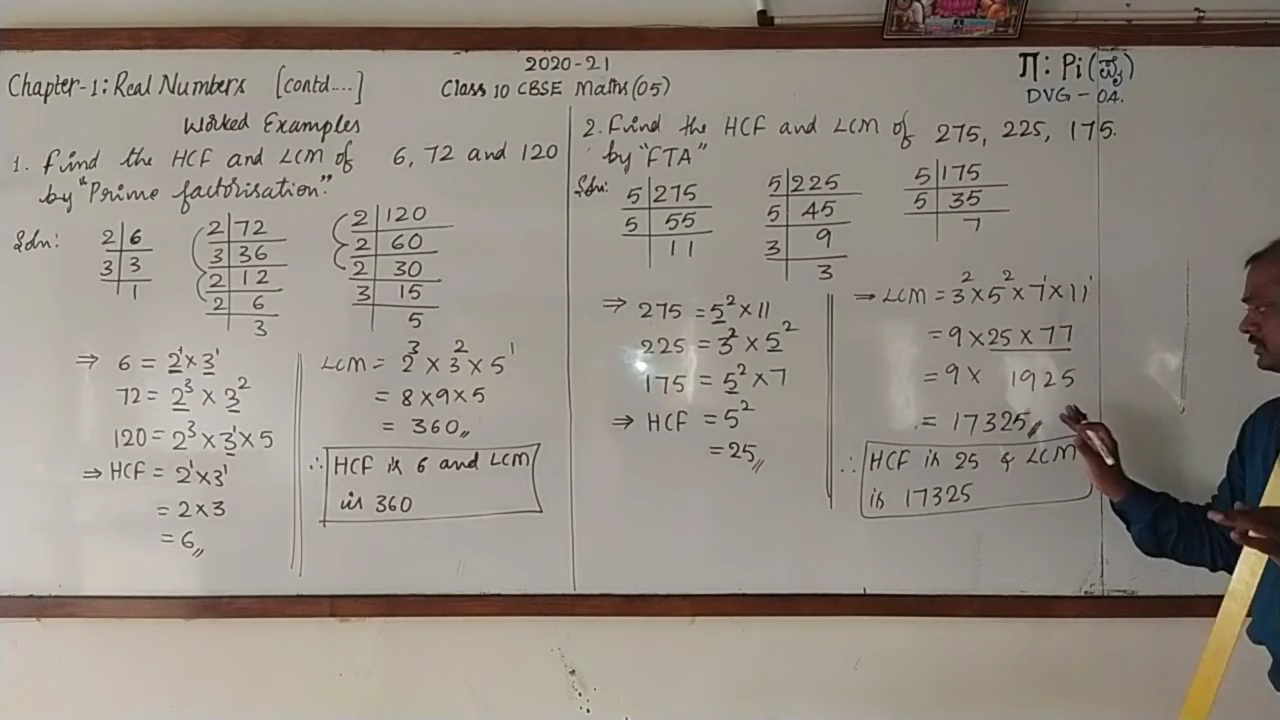 2020-21
Chapter-1: Real Numbers [contd....]
Class 10 CBSE Maths (05)
π: Pi (ಪೈ)
DVG - 04.
Worked Examples
1. Find the HCF and LCM of 6, 72 and 120
by "Prime factorisation."
Soln:
2 | 6
3 | 3
1
2 | 72
3 | 36
2 | 12
2 | 6
3
2 | 120
2 | 60
2 | 30
3 | 15
5
⇒ 6 = 2¹ × 3¹
72 = 2³ × 3²
120 = 2³ × 3¹ × 5
⇒ HCF = 2¹ × 3¹
= 2 × 3
= 6,,
LCM = 2³ × 3² × 5¹
= 8 × 9 × 5
= 360,,
∴ HCF is 6 and LCM
is 360
2. Find the HCF and LCM of 275, 225, 175.
by "FTA"
Soln:
5 | 275
5 | 55
11
5 | 225
5 | 45
3 | 9
3
5 | 175
5 | 35
7
⇒ 275 = 5² × 11
225 = 3² × 5²
175 = 5² × 7
⇒ HCF = 5²
= 25,,
⇒ LCM = 3² × 5² × 7¹ × 11¹
= 9 × 25 × 77
= 9 × 1925
= 17325,,
∴ HCF is 25 & LCM
is 17325